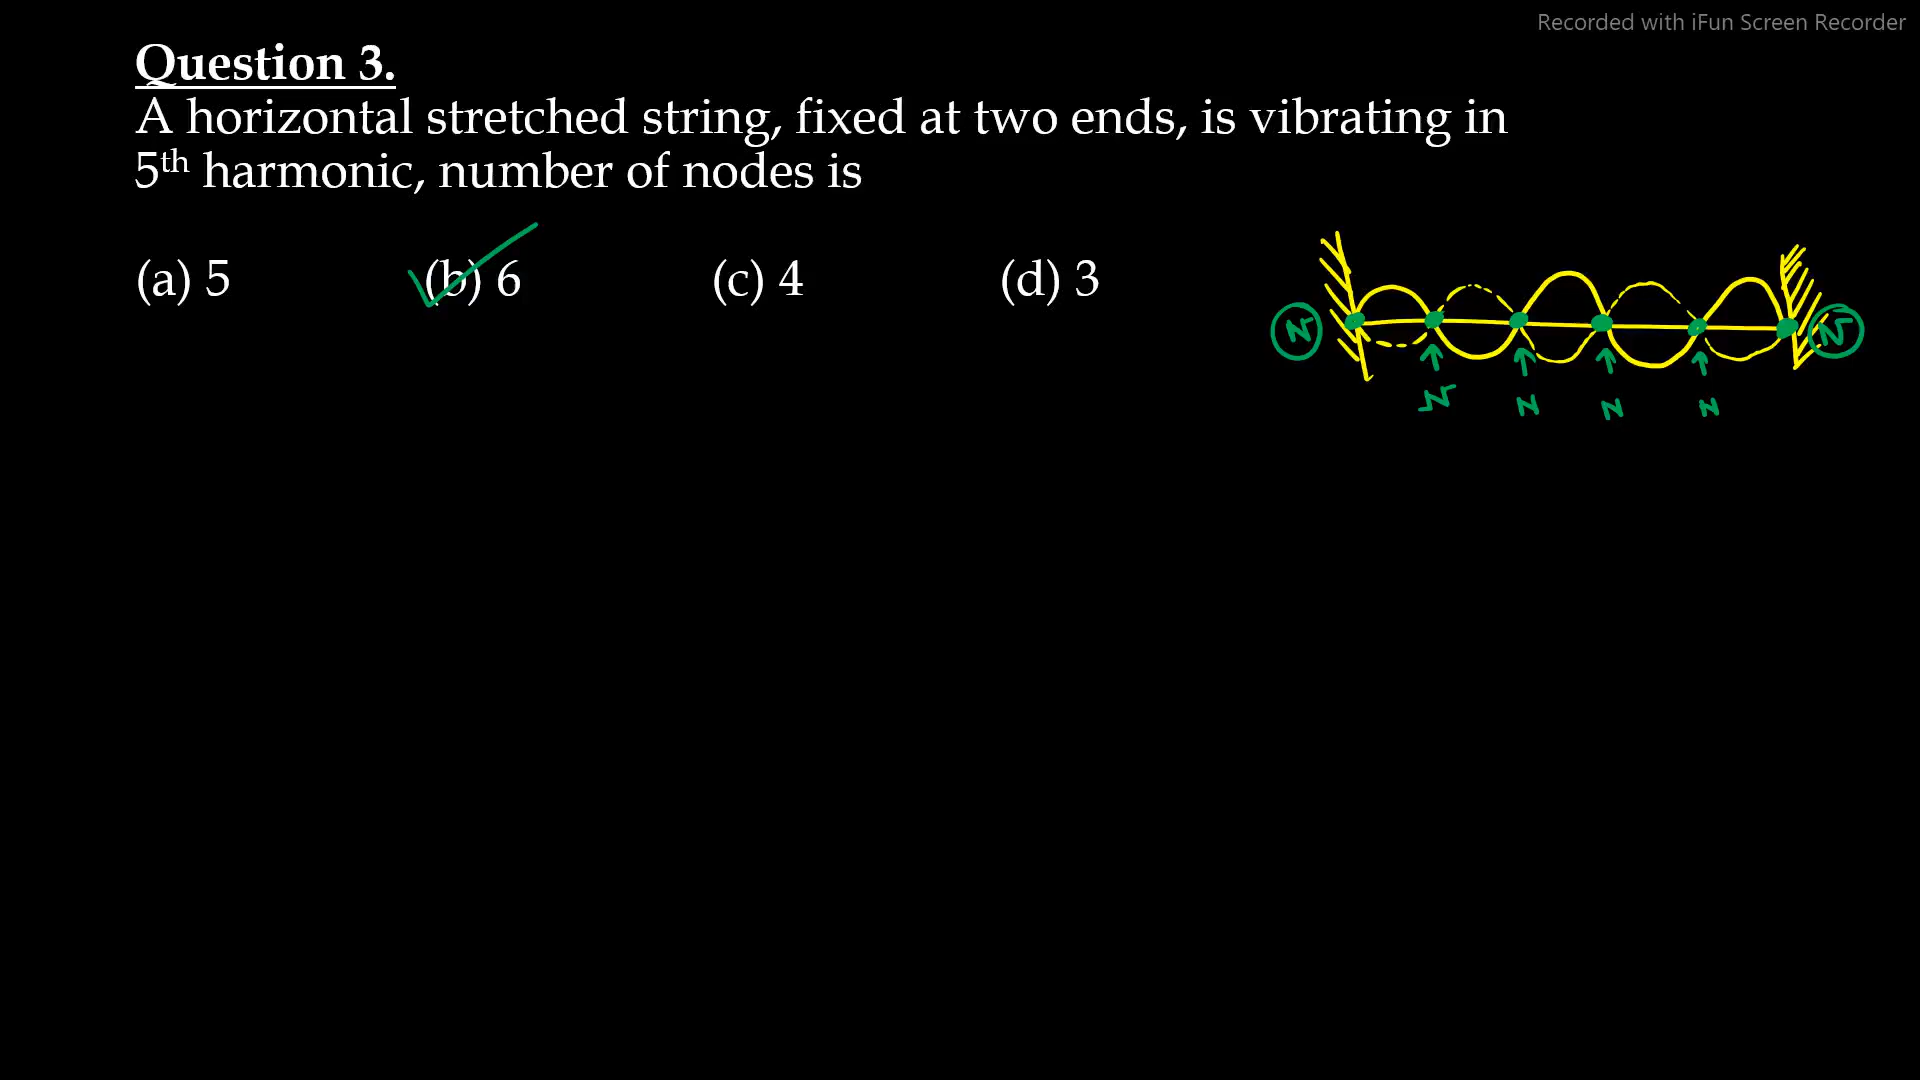 Recorded with iFun Screen Recorder
Question 3.
A horizontal stretched string, fixed at two ends, is vibrating in
5th harmonic, number of nodes is
(a) 5 (b) 6 (c) 4 (d) 3
N N
N N N N